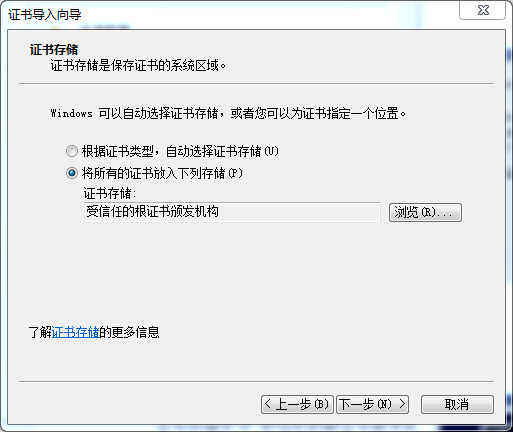 证书导入向导
证书存储
证书存储是保存证书的系统区域。
Windows 可以自动选择证书存储，或者您可以为证书指定一个位置。
根据证书类型，自动选择证书存储(U)
将所有的证书放入下列存储(P)
证书存储:
受信任的根证书颁发机构
浏览(R)...
了解证书存储的更多信息
< 上一步(B)
下一步(N) >
取消